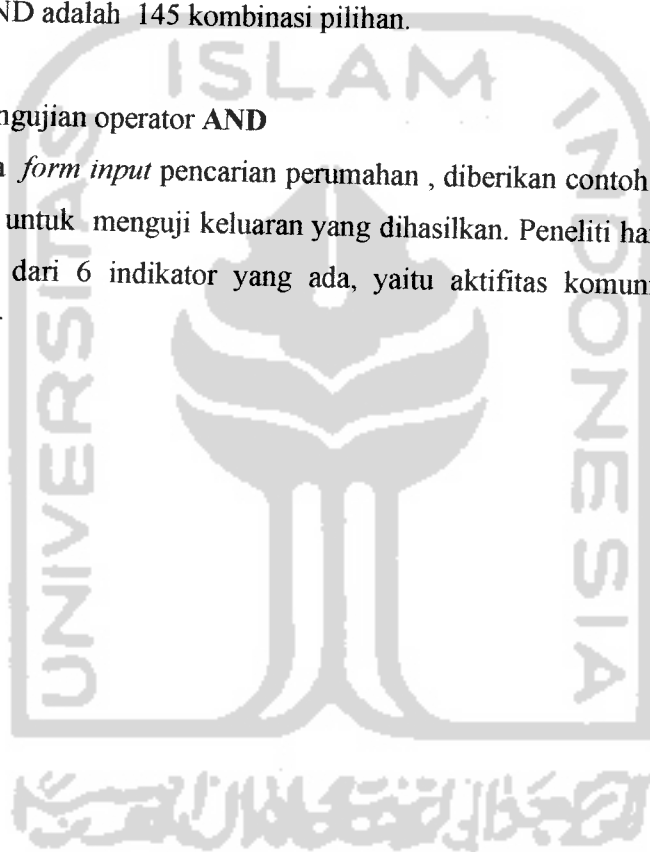 ND adalah 145 kombinasi pilihan.
ISLAM
ngujian operator AND
form input pencarian perumahan , diberikan contoh
untuk menguji keluaran yang dihasilkan. Peneliti ha
dari 6 indikator yang ada, yaitu aktifitas komun
UNIVERSITAS
INDONESIA